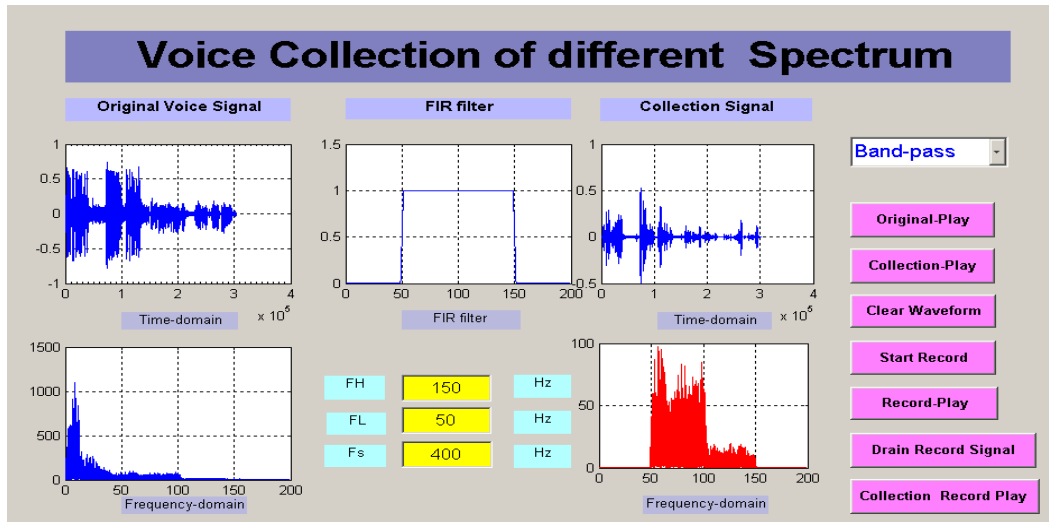 Voice Collection of different Spectrum
Original Voice Signal
FIR filter
Collection Signal
Band-pass
1
0.5
0
-0.5
-1
0 1 2 3 4
x 10^5
Time-domain
1.5
1
0.5
0
0 50 100 150 200
FIR filter
1
0.5
0
-0.5
0 1 2 3 4
x 10^5
Time-domain
Original-Play
Collection-Play
Clear Waveform
Start Record
Record-Play
Drain Record Signal
Collection Record Play
1500
1000
500
0
0 50 100 150 200
Frequency-domain
FH 150 Hz
FL 50 Hz
Fs 400 Hz
100
50
0
0 50 100 150 200
Frequency-domain